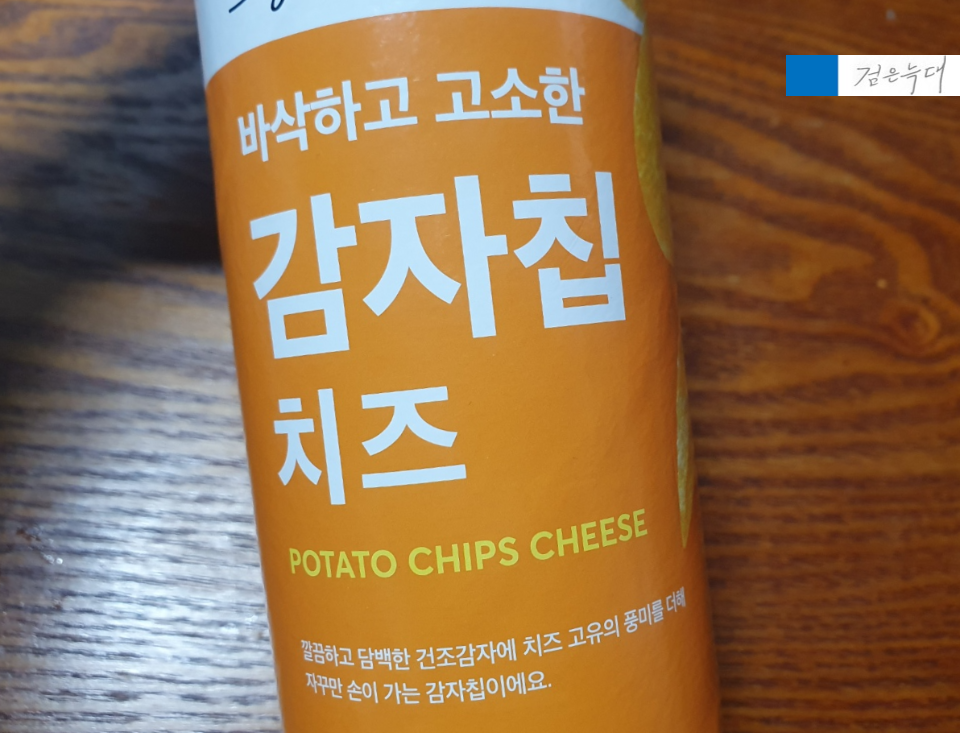 검은늑대
바삭하고 고소한
감자칩
치즈
POTATO CHIPS CHEESE
깔끔하고 담백한 건조감자에 치즈 고유의 풍미를 더해
자꾸만 손이 가는 감자칩이에요.